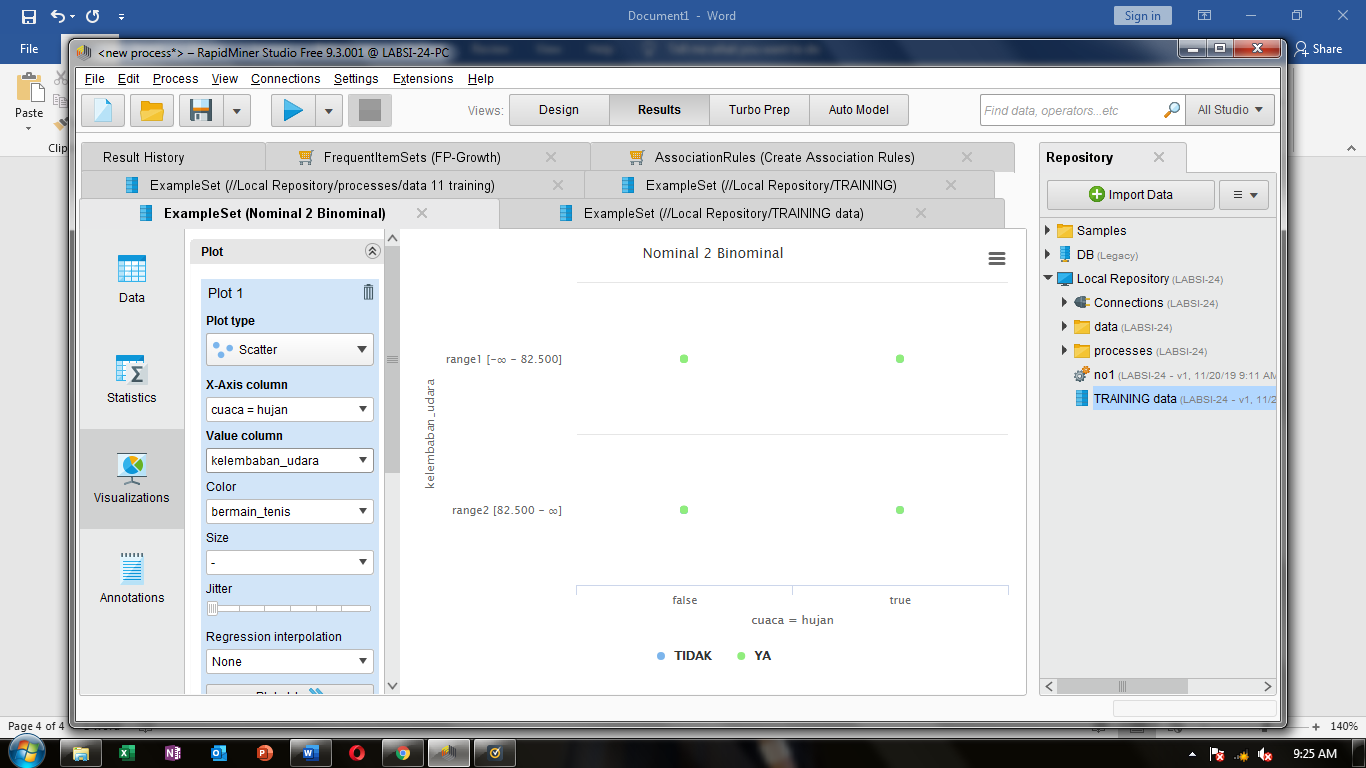 Document1 - Word
Sign in
File
Share
Paste
<new process*> – RapidMiner Studio Free 9.3.001 @ LABSI-24-PC
File Edit Process View Connections Settings Extensions Help
Views: Design Results Turbo Prep Auto Model
Find data, operators...etc
All Studio
Result History
FrequentItemSets (FP-Growth)
AssociationRules (Create Association Rules)
ExampleSet (//Local Repository/processes/data 11 training)
ExampleSet (//Local Repository/TRAINING)
ExampleSet (Nominal 2 Binominal)
ExampleSet (//Local Repository/TRAINING data)
Data
Statistics
Visualizations
Annotations
Plot
Plot 1
Plot type
Scatter
X-Axis column
cuaca = hujan
Value column
kelembaban_udara
Color
bermain_tenis
Size
-
Jitter
Regression interpolation
None
Nominal 2 Binominal
range1 [-∞ - 82.500]
kelembaban_udara
range2 [82.500 - ∞]
false true
cuaca = hujan
TIDAK YA
Repository
Import Data
Samples
DB (Legacy)
Local Repository (LABSI-24)
Connections (LABSI-24)
data (LABSI-24)
processes (LABSI-24)
no1 (LABSI-24 - v1, 11/20/19 9:11 AM
TRAINING data (LABSI-24 - v1, 11/2
Page 4 of 4
140%
9:25 AM